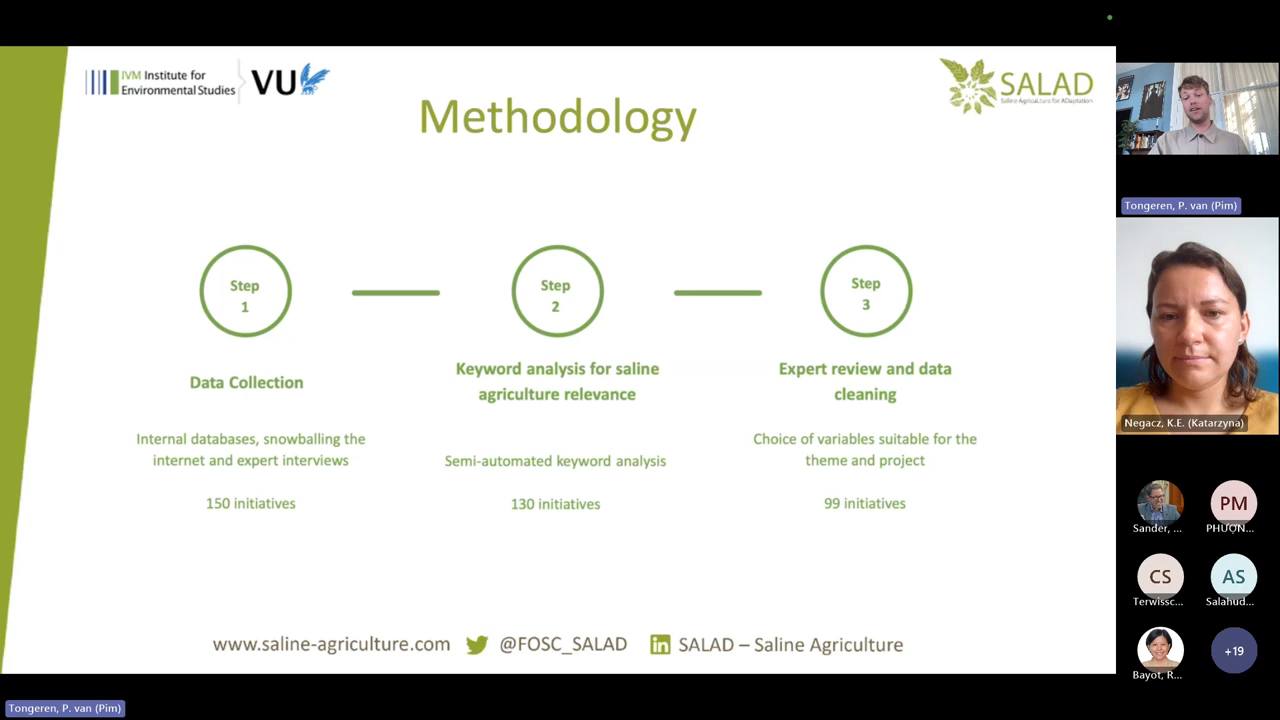 IVM Institute for
Environmental Studies
VU
SALAD
Saline Agriculture for ADaptation
Methodology
Step
1
Step
2
Step
3
Data Collection
Keyword analysis for saline
agriculture relevance
Expert review and data
cleaning
Internal databases, snowballing the
internet and expert interviews
Semi-automated keyword analysis
Choice of variables suitable for the
theme and project
150 initiatives
130 initiatives
99 initiatives
www.saline-agriculture.com
@FOSC_SALAD
in
SALAD – Saline Agriculture
Tongeren, P. van (Pim)
Negacz, K.E. (Katarzyna)
Sander, ...
PM
PHƯỢN...
CS
Terwissc...
AS
Salahud...
Bayot, R...
+19
Tongeren, P. van (Pim)